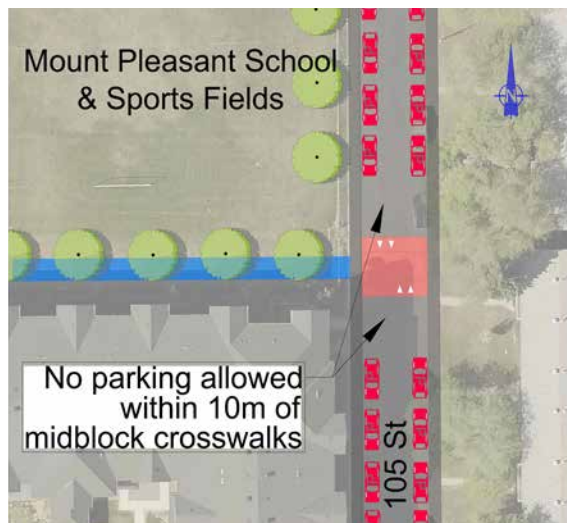 Mount Pleasant School
& Sports Fields
N
No parking allowed
within 10m of
midblock crosswalks
105 St